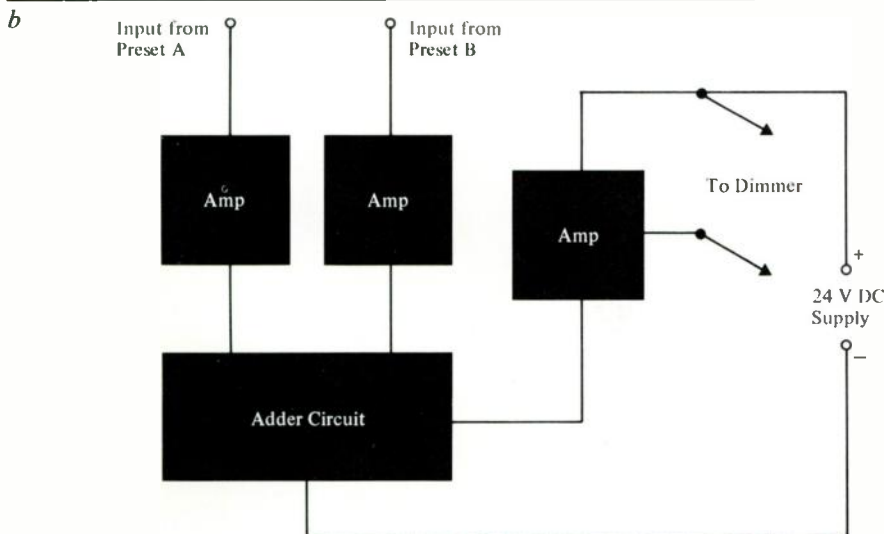 b
Input from
Preset A
Input from
Preset B
Amp
Amp
Amp
To Dimmer
+
24 V DC
Supply
–
Adder Circuit